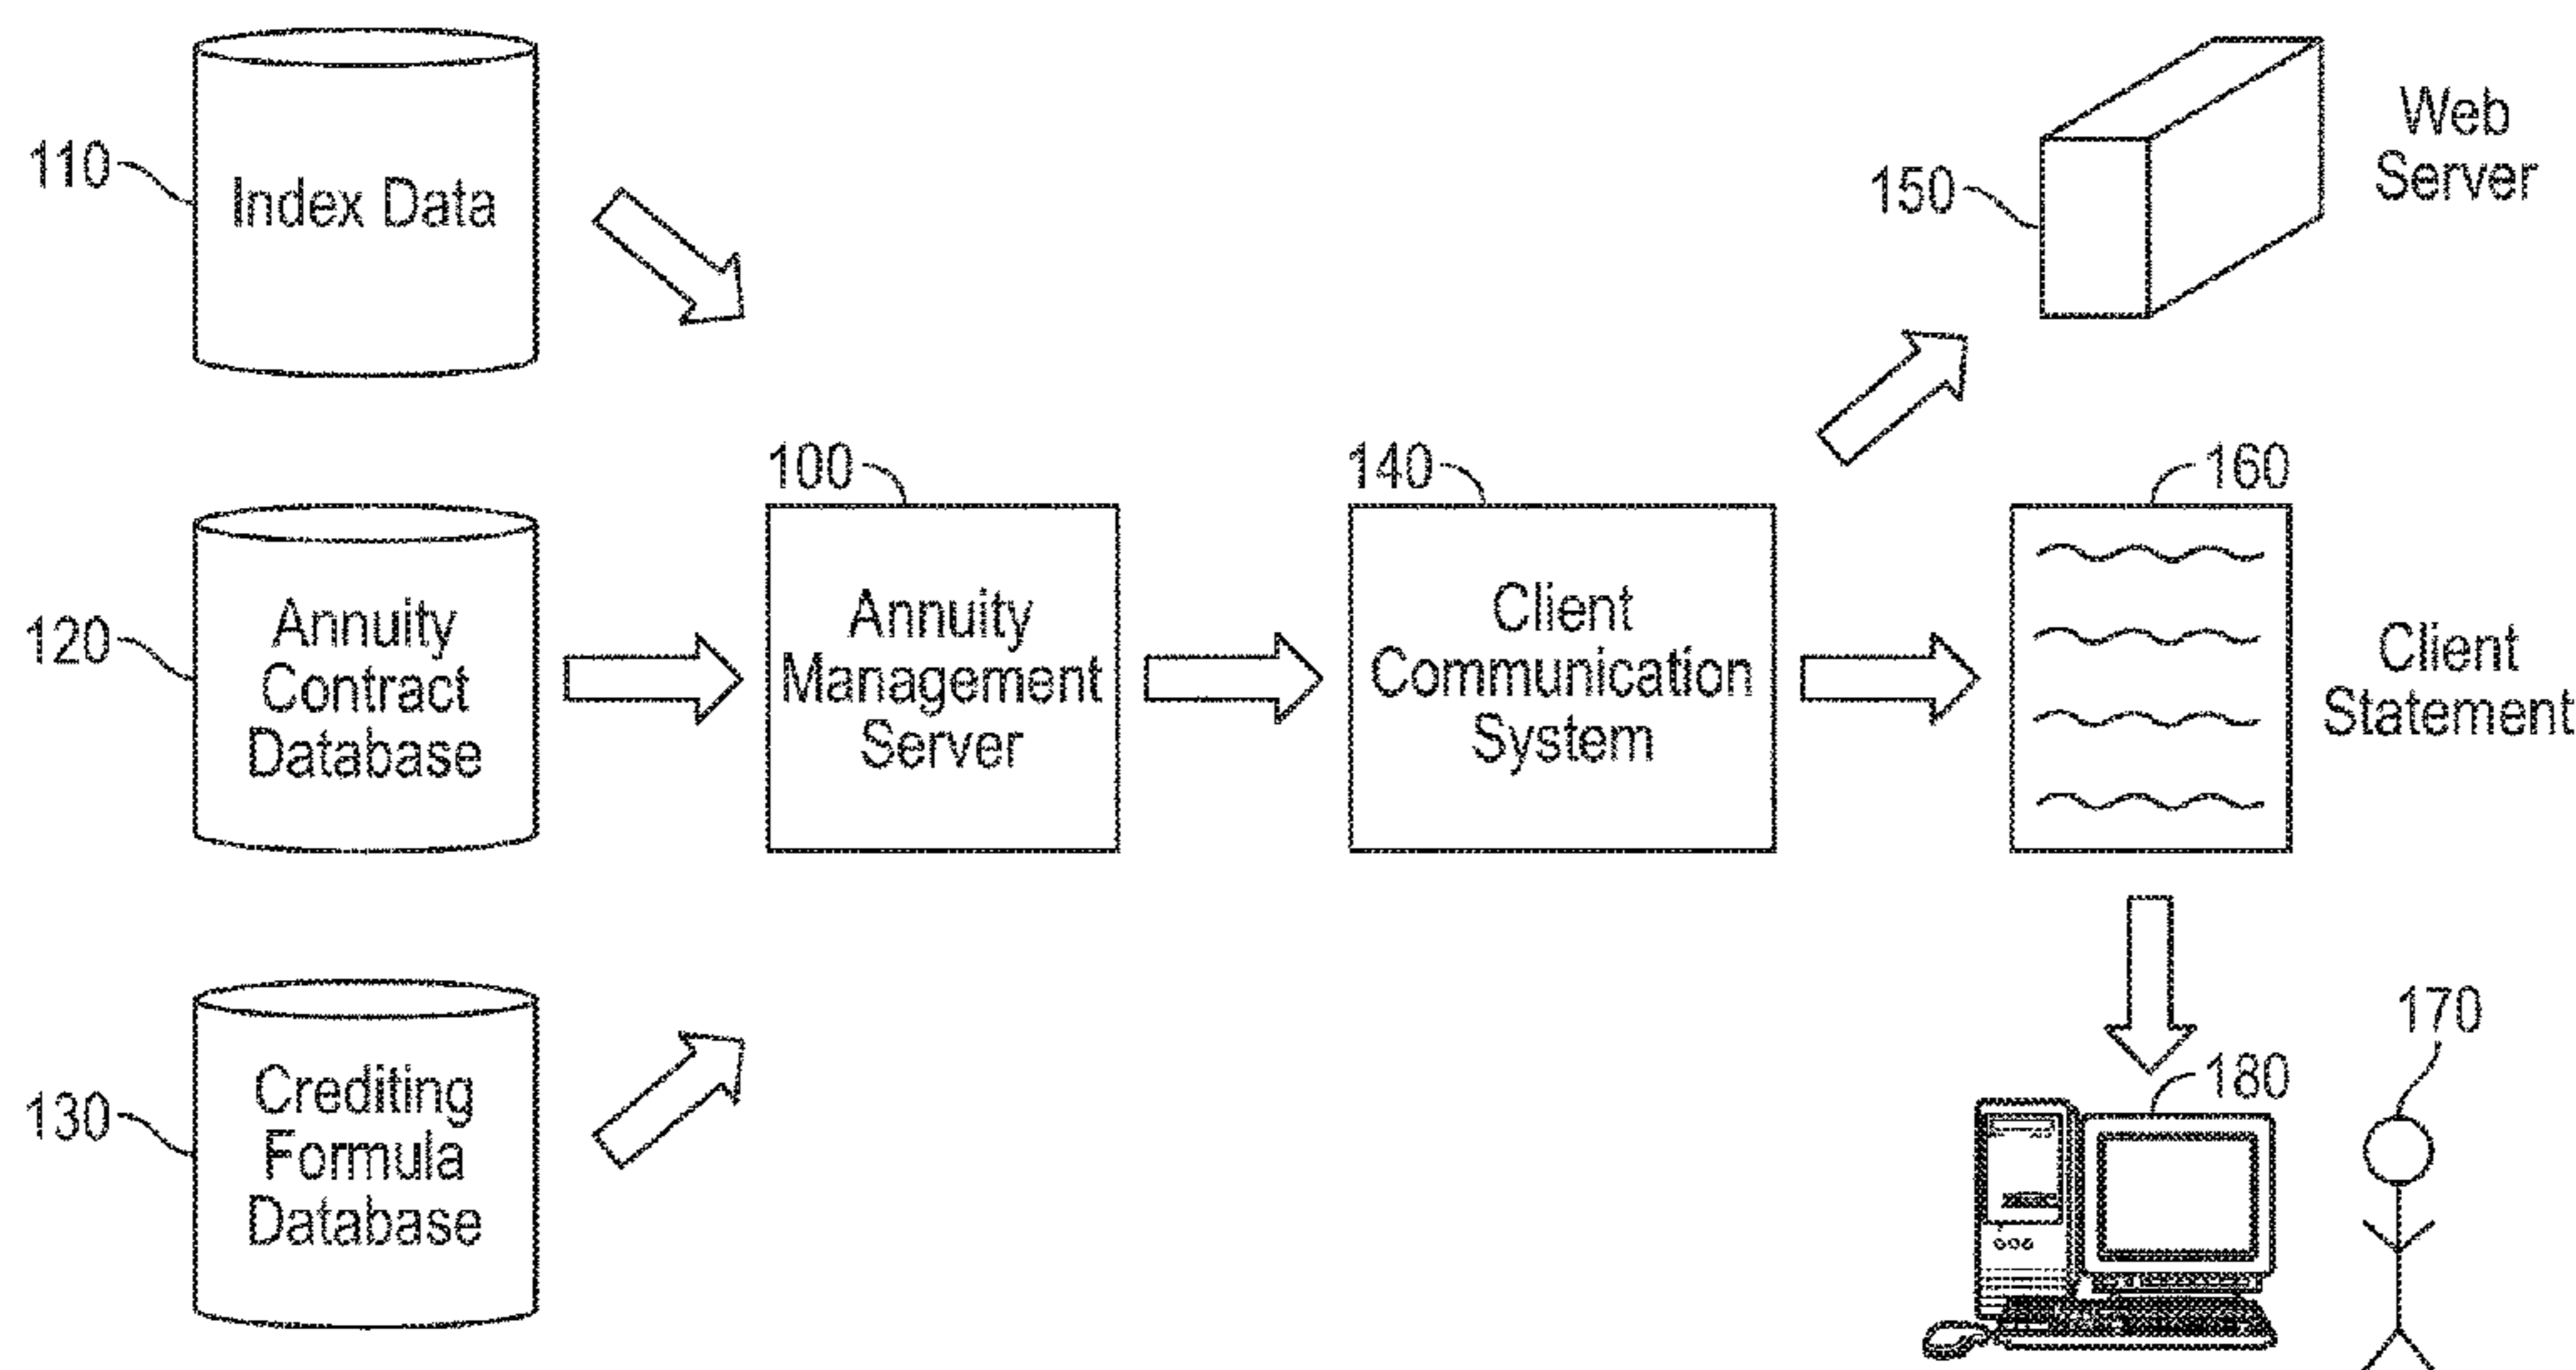 110
Index Data
150
Web
Server
120
Annuity
Contract
Database
100
Annuity
Management
Server
140
Client
Communication
System
160
Client
Statement
130
Crediting
Formula
Database
180
170